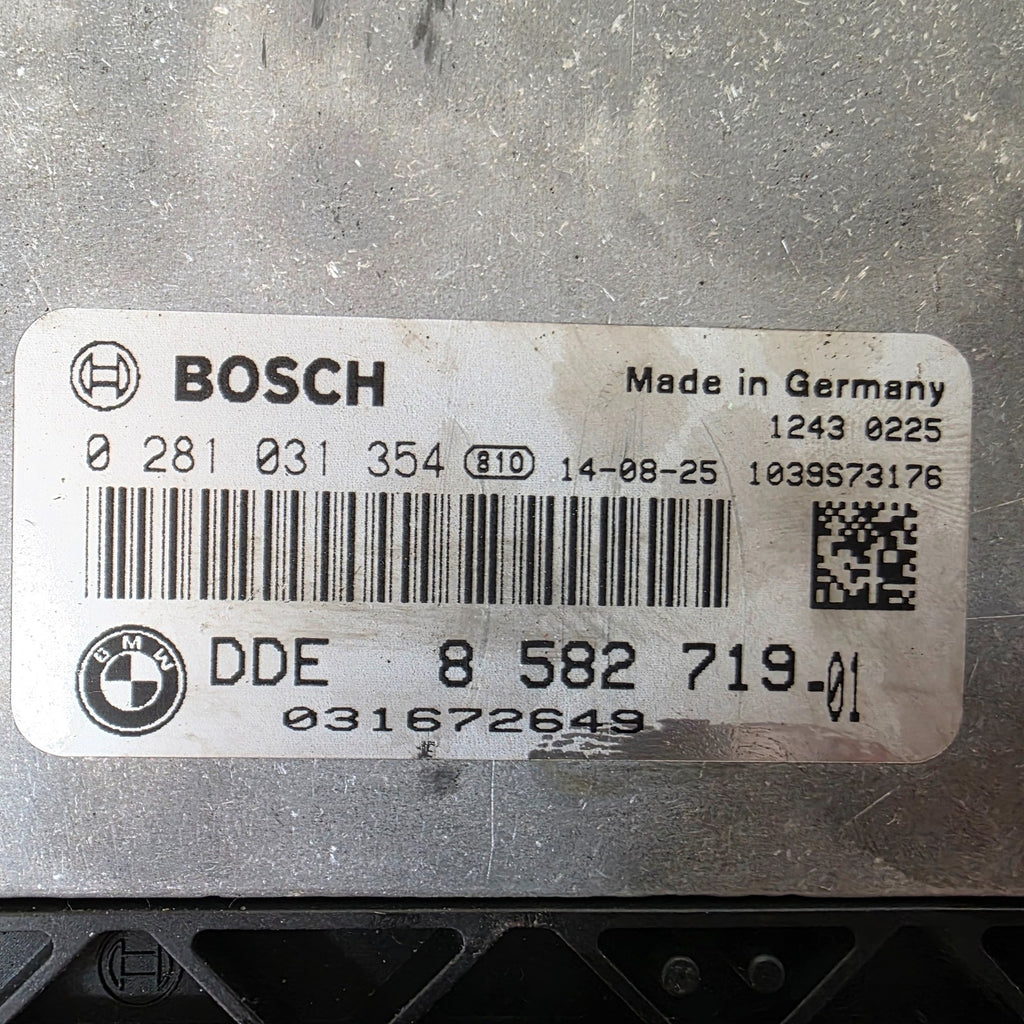 BOSCH
Made in Germany
1243 0225
0 281 031 354 810 14-08-25 1039S73176
BMW
DDE 8 582 719-01
031672649